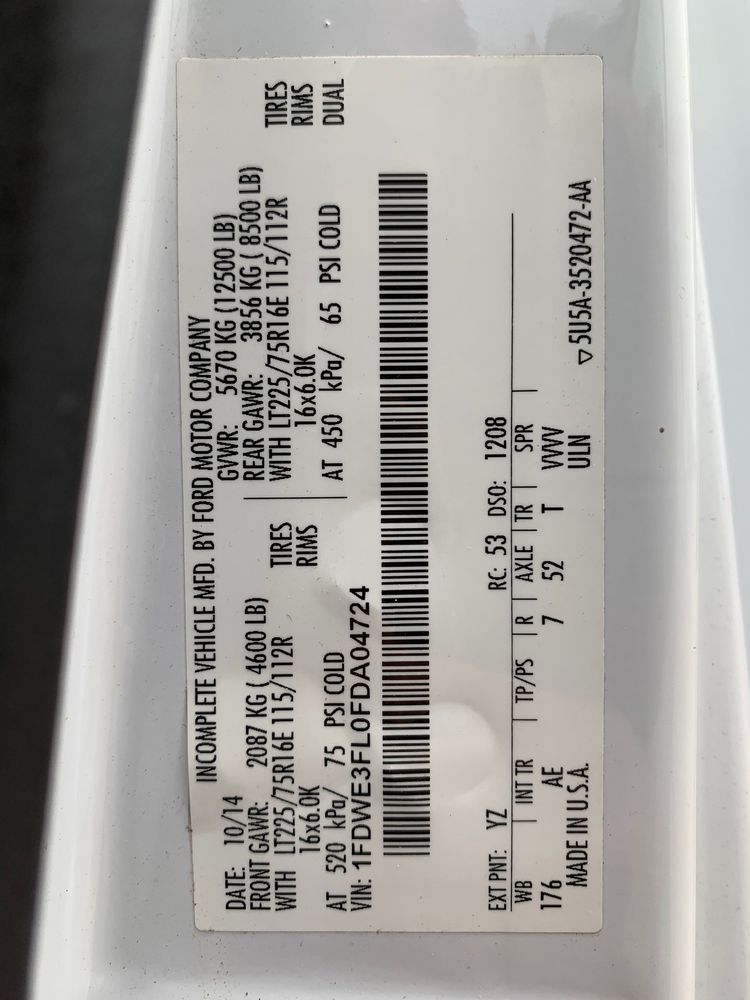 INCOMPLETE VEHICLE MFD. BY FORD MOTOR COMPANY
DATE: 10/14 GVWR: 5670 KG (12500 LB)
FRONT GAWR: 2087 KG ( 4600 LB) REAR GAWR: 3856 KG ( 8500 LB)
WITH LT225/75R16E 115/112R TIRES WITH LT225/75R16E 115/112R TIRES
16x6.0K RIMS 16x6.0K RIMS
AT 520 kPa/ 75 PSI COLD AT 450 kPa/ 65 PSI COLD DUAL
VIN: 1FDWE3FL0FDA04724
EXT PNT: YZ RC: 53 DSO: 1208
WB INT TR TP/PS R AXLE TR SPR
176 AE 7 52 T VVVV
MADE IN U.S.A. ULN
▽5U5A-3520472-AA